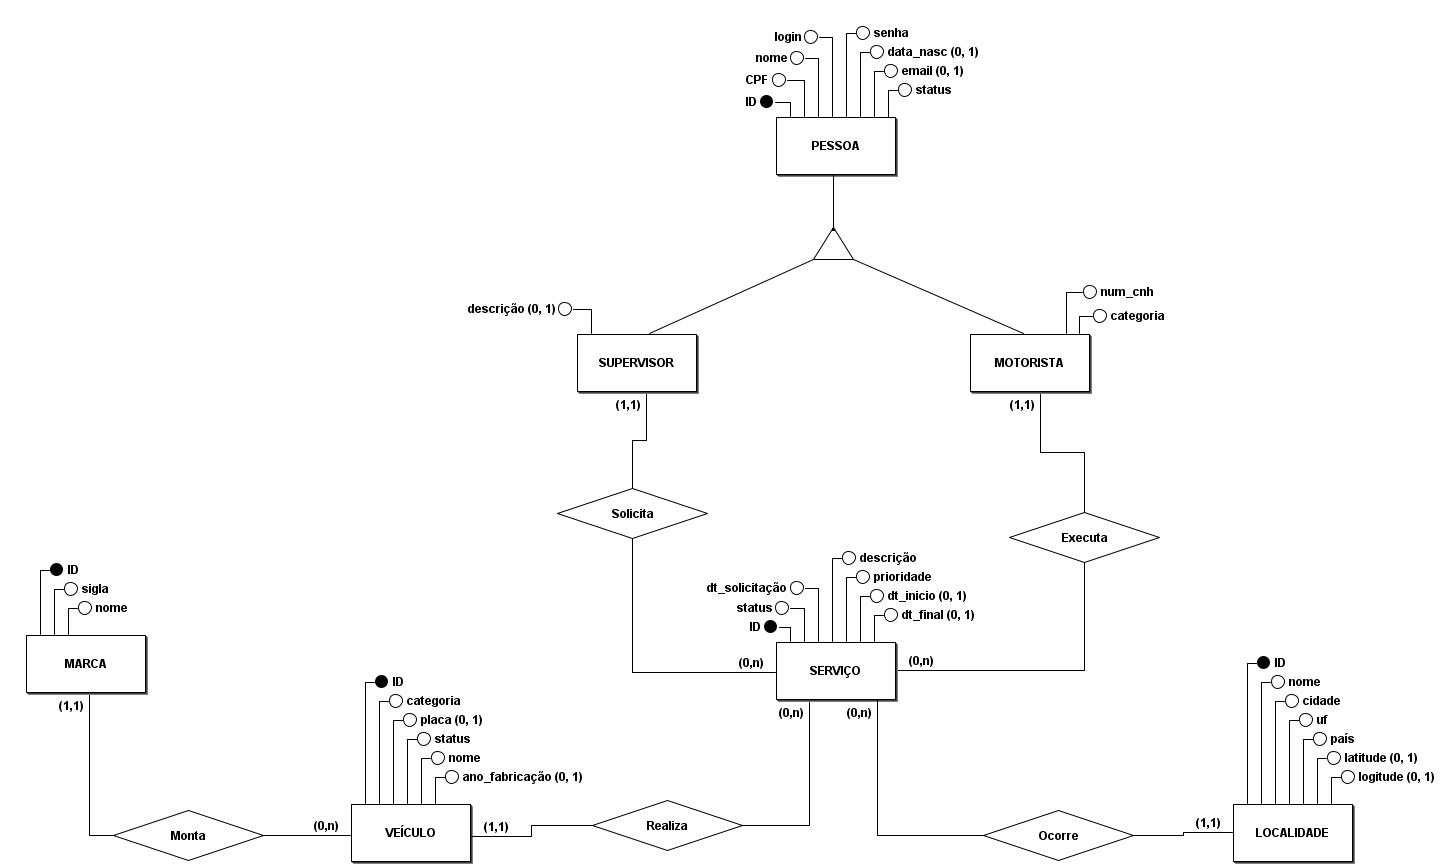 login
senha
nome
data_nasc (0, 1)
CPF
email (0, 1)
ID
status
PESSOA
descrição (0, 1)
num_cnh
categoria
SUPERVISOR
MOTORISTA
(1,1)
(1,1)
Solicita
Executa
descrição
dt_solicitação
prioridade
status
dt_inicio (0, 1)
ID
dt_final (0, 1)
SERVIÇO
(0,n)
(0,n)
(0,n)
(0,n)
ID
sigla
nome
MARCA
(1,1)
ID
categoria
placa (0, 1)
status
nome
ano_fabricação (0, 1)
VEÍCULO
Monta
(0,n)
(1,1)
Realiza
Ocorre
(1,1)
ID
nome
cidade
uf
país
latitude (0, 1)
logitude (0, 1)
LOCALIDADE